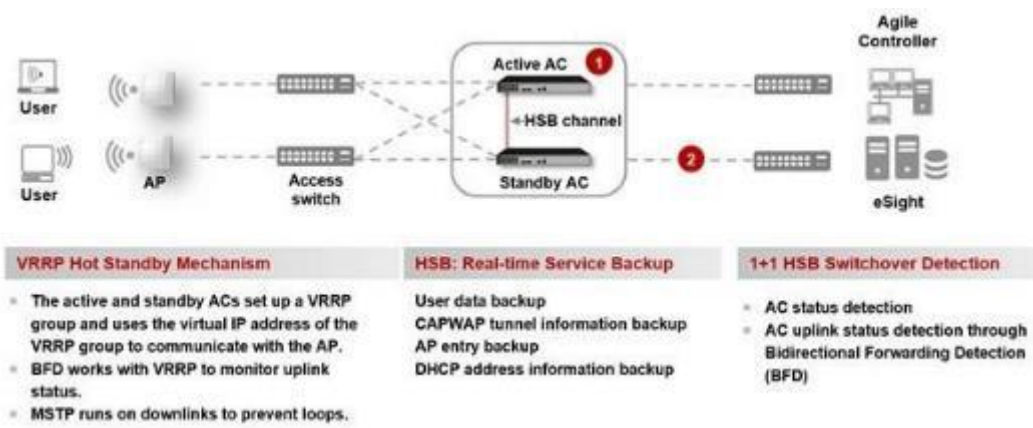 Agile
Controller
Active AC
1
User
HSB channel
2
User
AP
Access
switch
Standby AC
eSight
VRRP Hot Standby Mechanism
The active and standby ACs set up a VRRP
group and uses the virtual IP address of the
VRRP group to communicate with the AP.
BFD works with VRRP to monitor uplink
status.
MSTP runs on downlinks to prevent loops.
HSB: Real-time Service Backup
User data backup
CAPWAP tunnel information backup
AP entry backup
DHCP address information backup
1+1 HSB Switchover Detection
AC status detection
AC uplink status detection through
Bidirectional Forwarding Detection
(BFD)